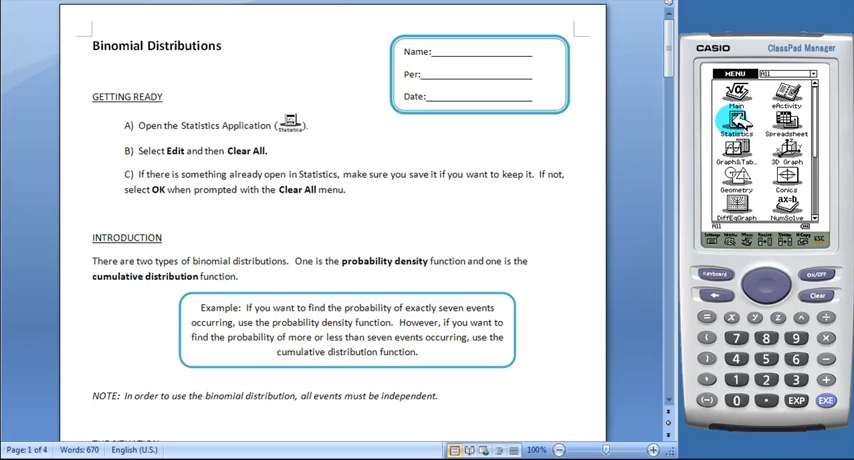 Binomial Distributions
Name:
Per:
Date:
GETTING READY
A) Open the Statistics Application (Statistics).
B) Select Edit and then Clear All.
C) If there is something already open in Statistics, make sure you save it if you want to keep it. If not,
select OK when prompted with the Clear All menu.
INTRODUCTION
There are two types of binomial distributions. One is the probability density function and one is the
cumulative distribution function.
Example: If you want to find the probability of exactly seven events
occurring, use the probability density function. However, if you want to
find the probability of more or less than seven events occurring, use the
cumulative distribution function.
NOTE: In order to use the binomial distribution, all events must be independent.
Page: 1 of 4 Words: 670 English (U.S.) 100%
CASIO ClassPad Manager
MENU All
Main eActivity
Statistics Spreadsheet
Graph&Tab... 3D Graph
Geometry Conics
DiffEqGraph NumSolve
All
ESC
Keyboard ON/OFF
Clear
= x y z ^ ÷
( 7 8 9 ×
) 4 5 6 −
, 1 2 3 +
(−) 0 . EXP EXE